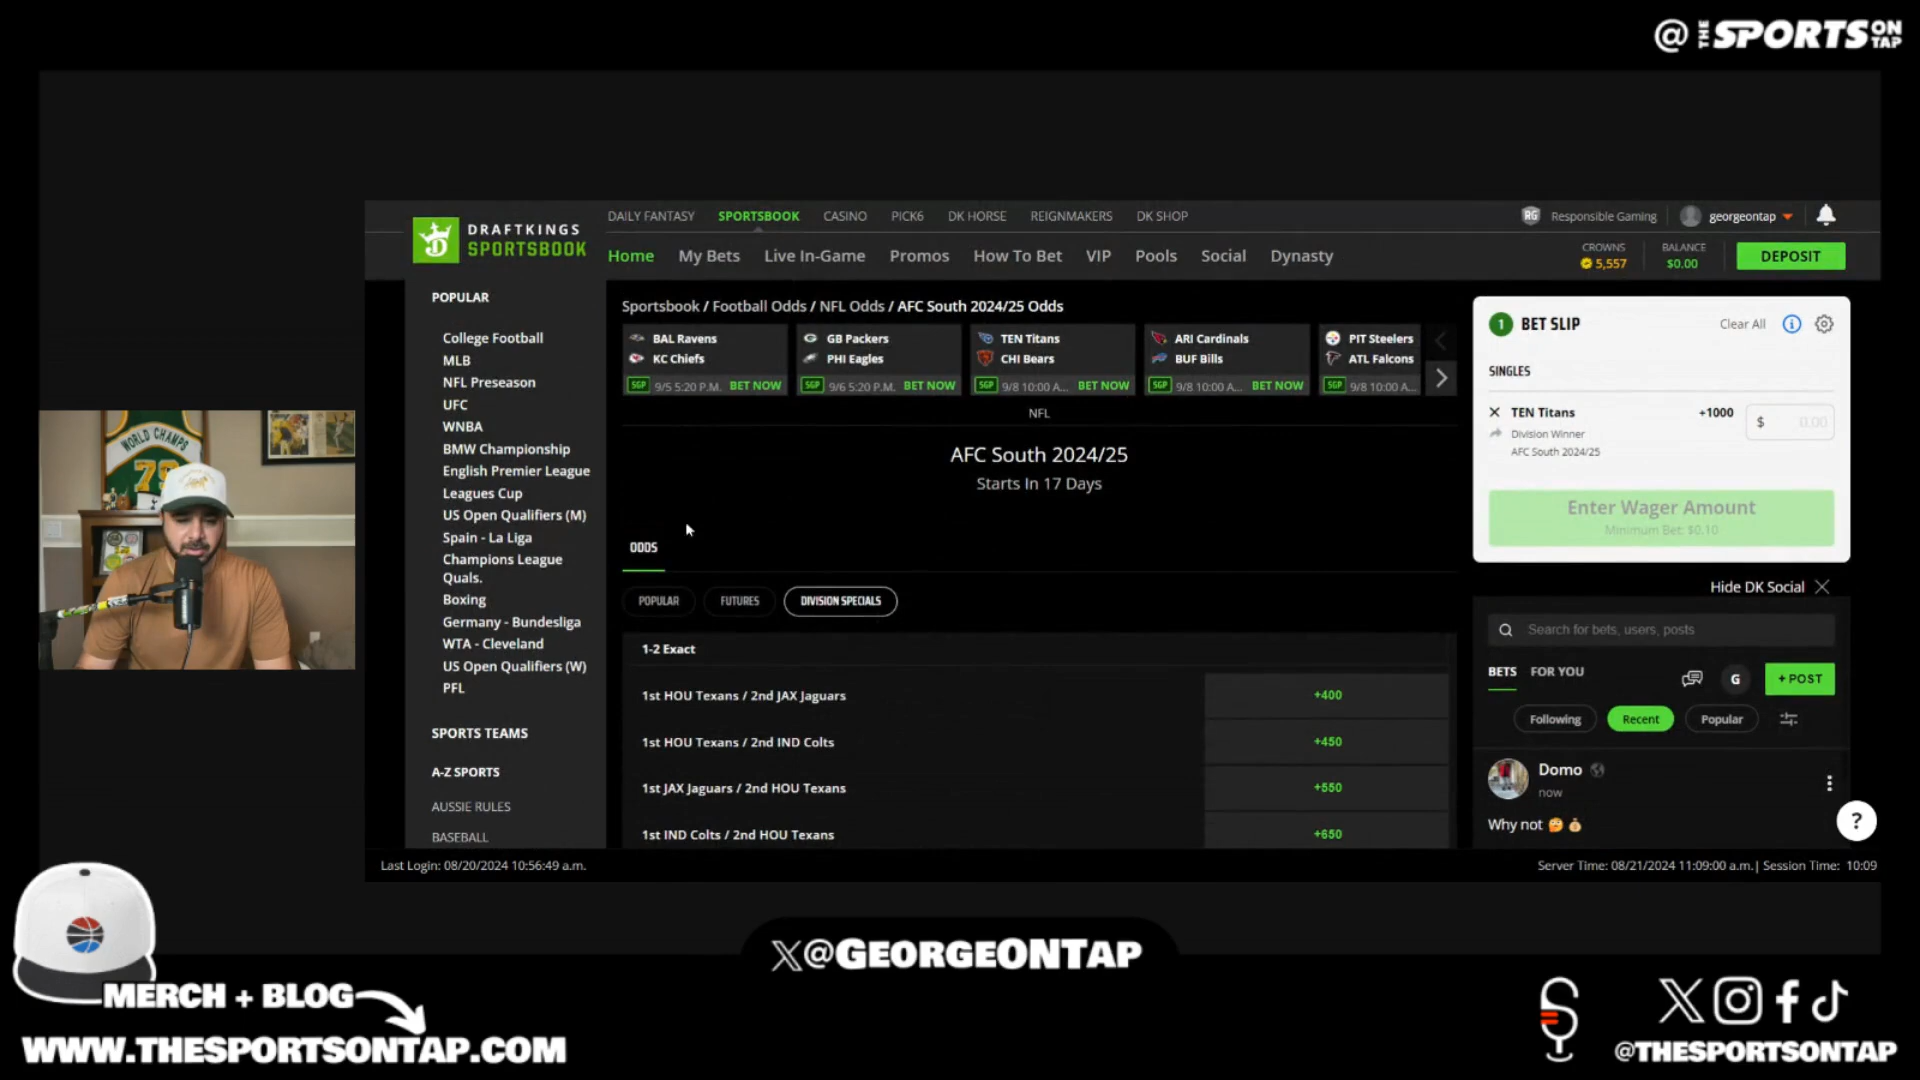 @THE SPORTS ON TAP
DRAFTKINGS
SPORTSBOOK
DAILY FANTASY SPORTSBOOK CASINO PICK6 DK HORSE REIGNMAKERS DK SHOP
RG Responsible Gaming georgeontap
Home My Bets Live In-Game Promos How To Bet VIP Pools Social Dynasty
CROWNS
5,557
BALANCE
$0.00
DEPOSIT
POPULAR
College Football
MLB
NFL Preseason
UFC
WNBA
BMW Championship
English Premier League
Leagues Cup
US Open Qualifiers (M)
Spain - La Liga
Champions League
Quals.
Boxing
Germany - Bundesliga
WTA - Cleveland
US Open Qualifiers (W)
PFL
SPORTS TEAMS
A-Z SPORTS
AUSSIE RULES
BASEBALL
Sportsbook / Football Odds / NFL Odds / AFC South 2024/25 Odds
BAL Ravens
KC Chiefs
SGP 9/5 5:20 P.M. BET NOW
GB Packers
PHI Eagles
SGP 9/6 5:20 P.M. BET NOW
TEN Titans
CHI Bears
SGP 9/8 10:00 A... BET NOW
ARI Cardinals
BUF Bills
SGP 9/8 10:00 A... BET NOW
PIT Steelers
ATL Falcons
SGP 9/8 10:00 A...
NFL
AFC South 2024/25
Starts In 17 Days
ODDS
POPULAR FUTURES DIVISION SPECIALS
1-2 Exact
1st HOU Texans / 2nd JAX Jaguars +400
1st HOU Texans / 2nd IND Colts +450
1st JAX Jaguars / 2nd HOU Texans +550
1st IND Colts / 2nd HOU Texans +650
1 BET SLIP Clear All
SINGLES
TEN Titans +1000 $ 0.00
Division Winner
AFC South 2024/25
Enter Wager Amount
Minimum Bet: $0.10
Hide DK Social
Search for bets, users, posts
BETS FOR YOU G + POST
Following Recent Popular
Domo
now
Why not 🤔💰
?
Last Login: 08/20/2024 10:56:49 a.m.
Server Time: 08/21/2024 11:09:00 a.m.| Session Time: 10:09
WORLD CHAMPS
79
X@GEORGEONTAP
MERCH + BLOG
WWW.THESPORTSONTAP.COM
@THESPORTSONTAP